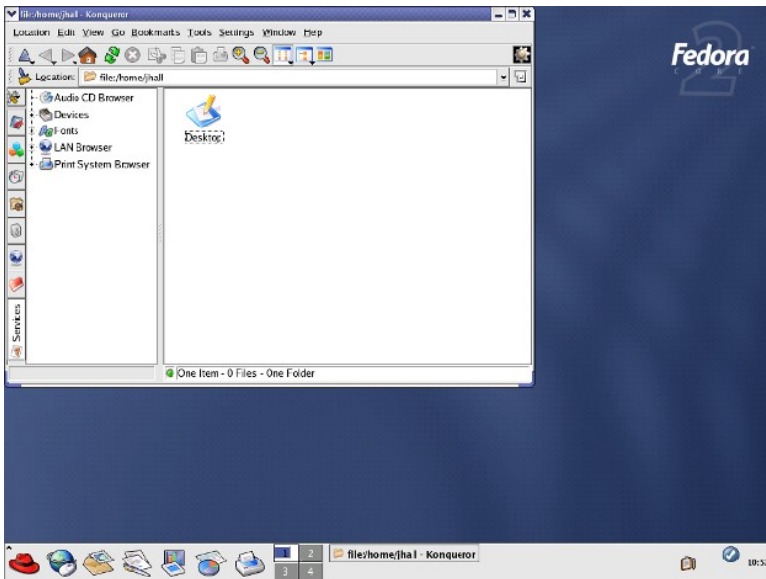 file:/home/jhall - Konqueror
Location Edit View Go Bookmarks Tools Settings Window Help
Location: file:/home/jhall
Audio CD Browser
Devices
Fonts
LAN Browser
Print System Browser
Services
Desktop
One Item - 0 Files - One Folder
Fedora
CORE
2
1 2
3 4
file:/home/jhall - Konqueror